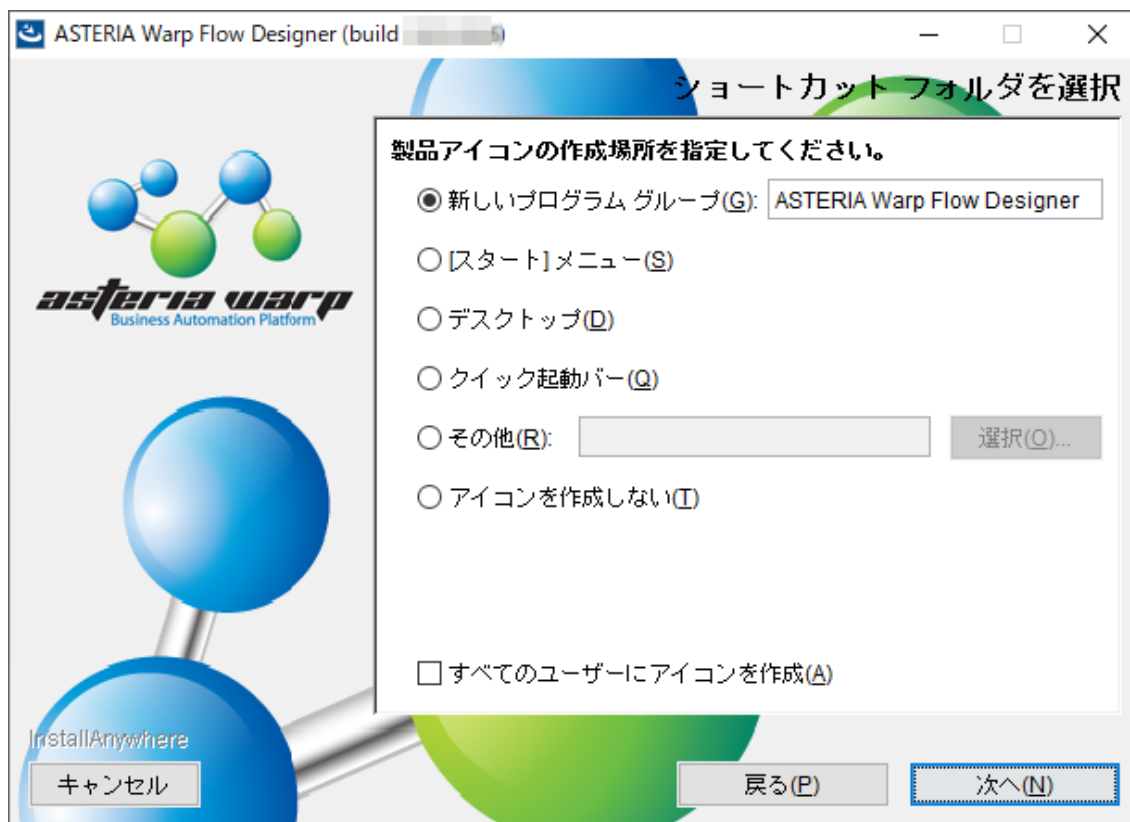 ASTERIA Warp Flow Designer (build
ショートカット フォルダを選択
製品アイコンの作成場所を指定してください。
新しいプログラム グループ(G): ASTERIA Warp Flow Designer
[スタート] メニュー(S)
デスクトップ(D)
クイック起動バー(Q)
その他(R): 選択(O)...
アイコンを作成しない(T)
すべてのユーザーにアイコンを作成(A)
asteria warp
Business Automation Platform
InstallAnywhere
キャンセル 戻る(P) 次へ(N)